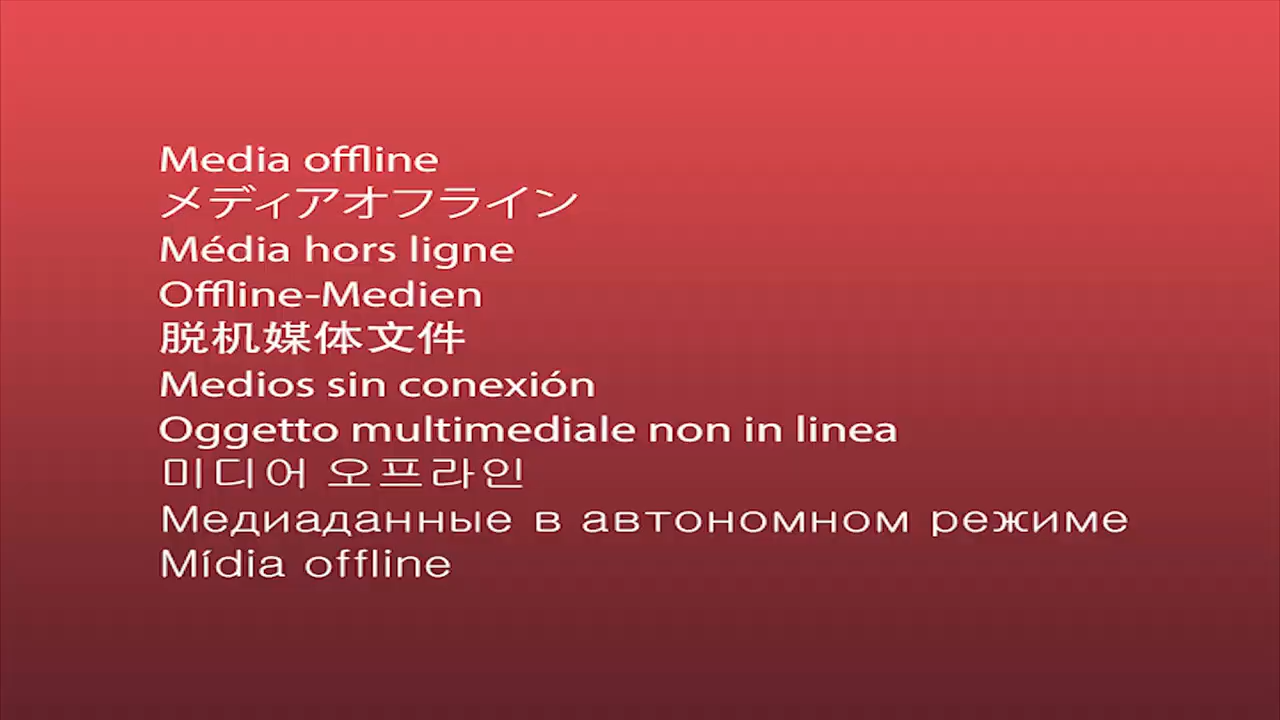 Media offline
メディアオフライン
Média hors ligne
Offline-Medien
脱机媒体文件
Medios sin conexión
Oggetto multimediale non in linea
미디어 오프라인
Медиаданные в автономном режиме
Mídia offline